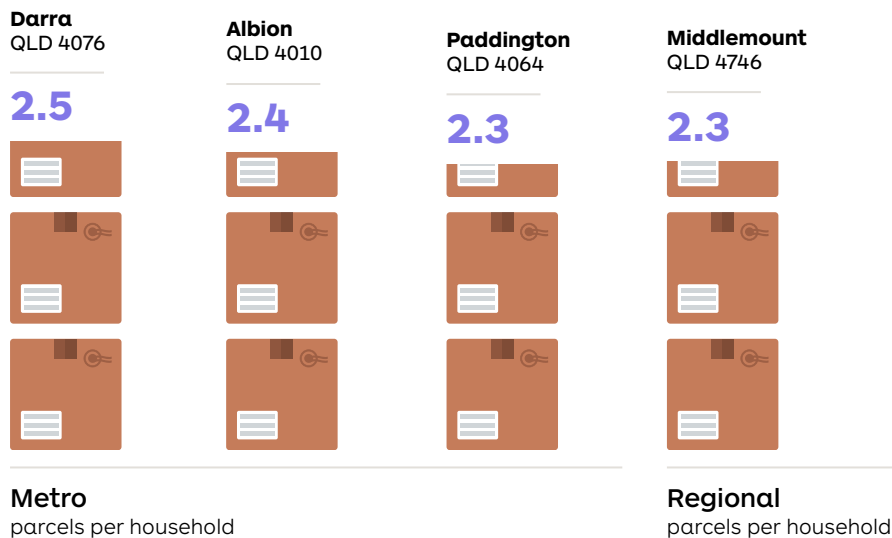 Darra
QLD 4076
2.5
Albion
QLD 4010
2.4
Paddington
QLD 4064
2.3
Middlemount
QLD 4746
2.3
Metro
parcels per household
Regional
parcels per household